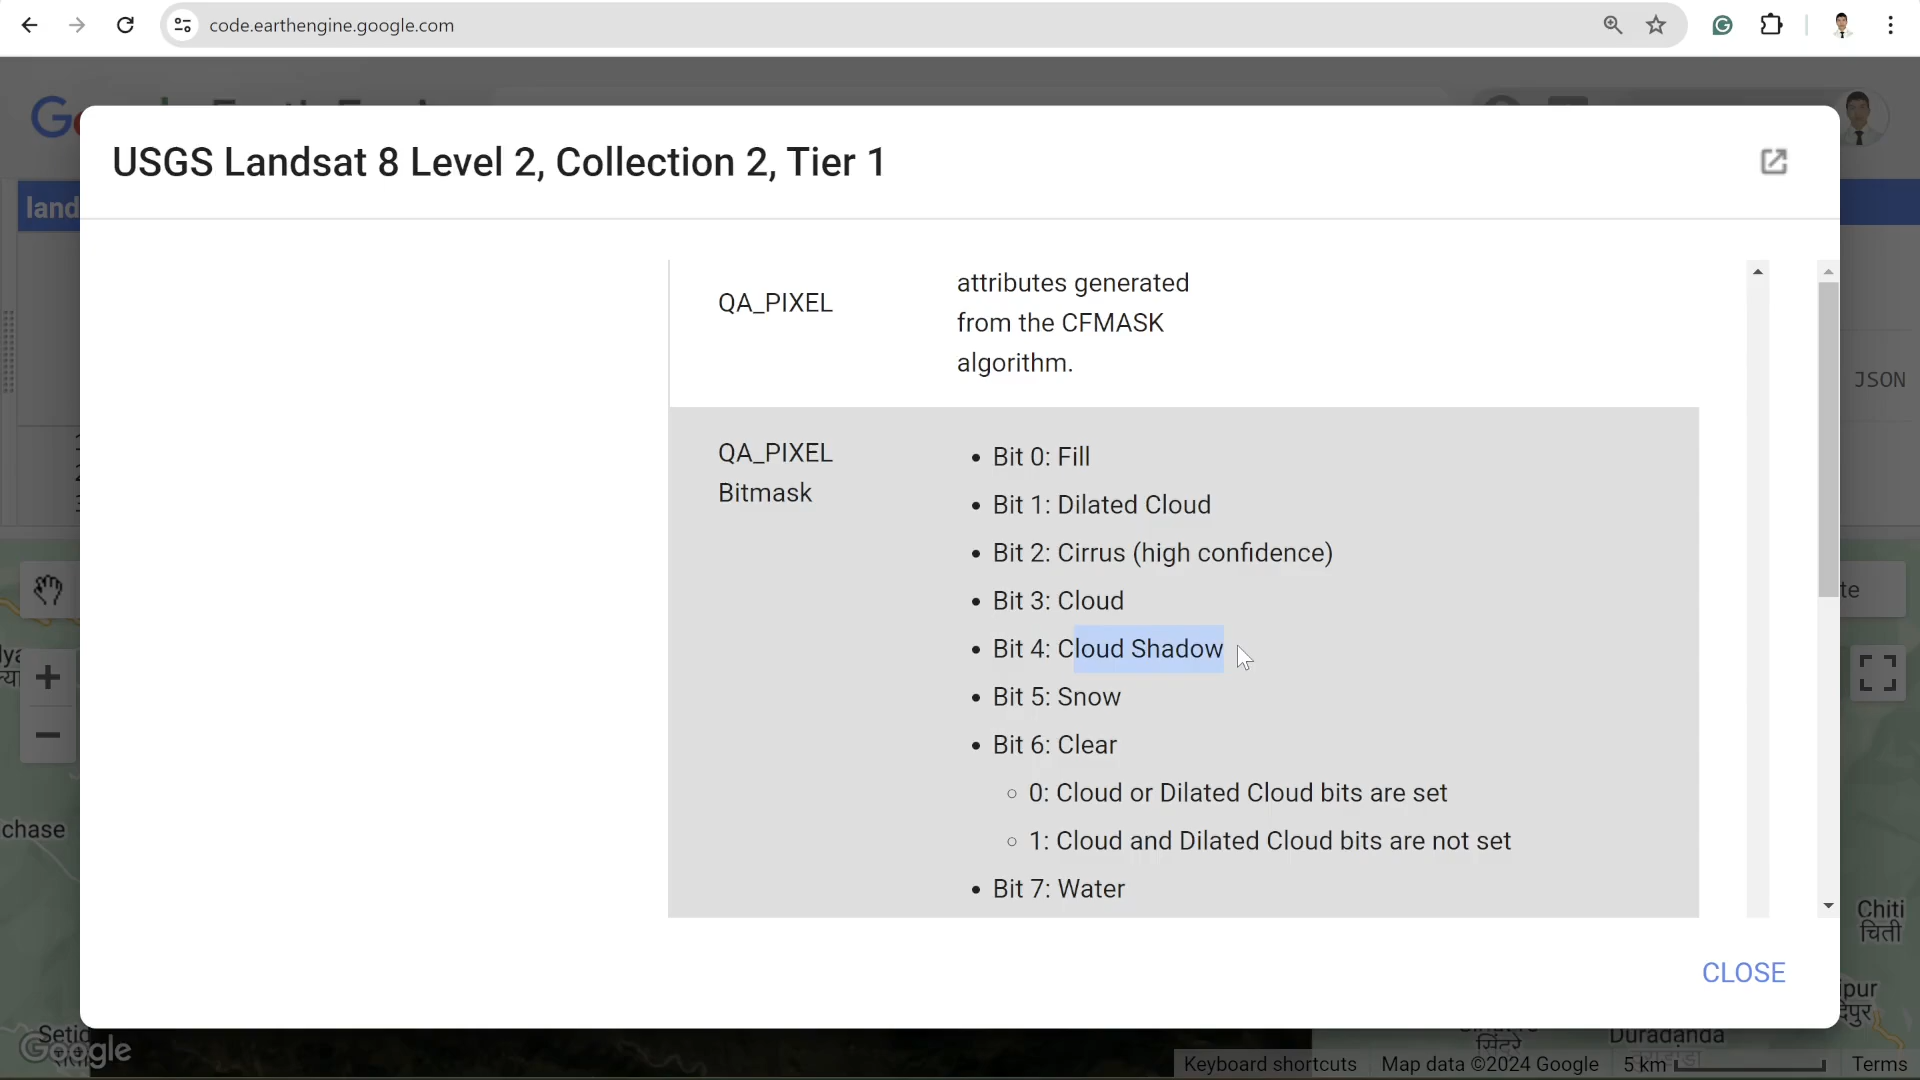 code.earthengine.google.com
USGS Landsat 8 Level 2, Collection 2, Tier 1
land
JSON
QA_PIXEL
attributes generated
from the CFMASK
algorithm.
QA_PIXEL
Bitmask
Bit 0: Fill
Bit 1: Dilated Cloud
Bit 2: Cirrus (high confidence)
Bit 3: Cloud
Bit 4: Cloud Shadow
Bit 5: Snow
Bit 6: Clear
0: Cloud or Dilated Cloud bits are set
1: Cloud and Dilated Cloud bits are not set
Bit 7: Water
te
chase
Chiti
चिती
CLOSE
ipur
Google
Duradanda
Keyboard shortcuts
Map data ©2024 Google
5 km
Terms